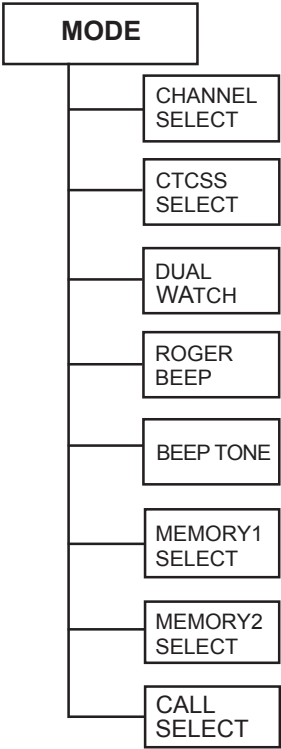 MODE
CHANNEL
SELECT
CTCSS
SELECT
DUAL
WATCH
ROGER
BEEP
BEEP TONE
MEMORY1
SELECT
MEMORY2
SELECT
CALL
SELECT